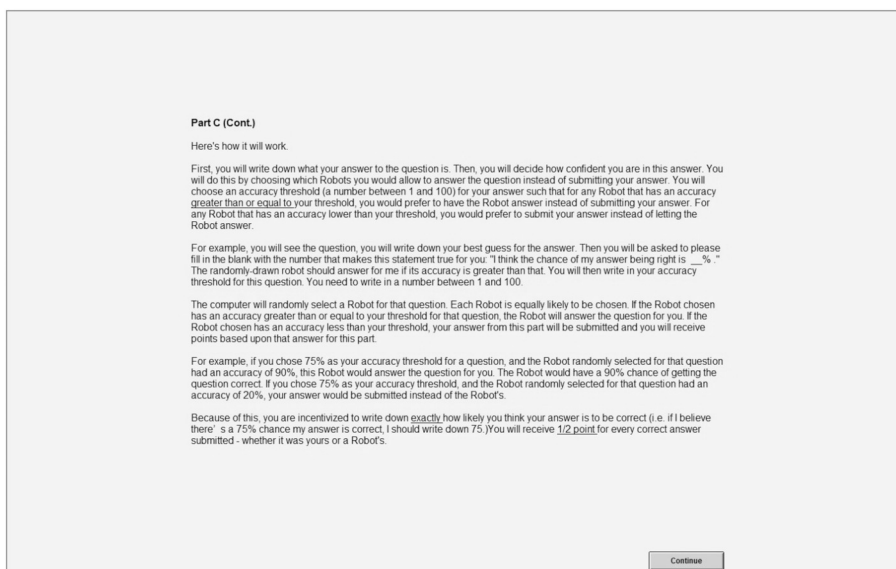 Part C (Cont.)
Here's how it will work.
First, you will write down what your answer to the question is. Then, you will decide how confident you are in this answer. You
will do this by choosing which Robots you would allow to answer the question instead of submitting your answer. You will
choose an accuracy threshold (a number between 1 and 100) for your answer such that for any Robot that has an accuracy
greater than or equal to your threshold, you would prefer to have the Robot answer instead of submitting your answer. For
any Robot that has an accuracy lower than your threshold, you would prefer to submit your answer instead of letting the
Robot answer.
For example, you will see the question, you will write down your best guess for the answer. Then you will be asked to please
fill in the blank with the number that makes this statement true for you: "I think the chance of my answer being right is __% ."
The randomly-drawn robot should answer for me if its accuracy is greater than that. You will then write in your accuracy
threshold for this question. You need to write in a number between 1 and 100.
The computer will randomly select a Robot for that question. Each Robot is equally likely to be chosen. If the Robot chosen
has an accuracy greater than or equal to your threshold for that question, the Robot will answer the question for you. If the
Robot chosen has an accuracy less than your threshold, your answer from this part will be submitted and you will receive
points based upon that answer for this part.
For example, if you chose 75% as your accuracy threshold for a question, and the Robot randomly selected for that question
had an accuracy of 90%, this Robot would answer the question for you. The Robot would have a 90% chance of getting the
question correct. If you chose 75% as your accuracy threshold, and the Robot randomly selected for that question had an
accuracy of 20%, your answer would be submitted instead of the Robot's.
Because of this, you are incentivized to write down exactly how likely you think your answer is to be correct (i.e. if I believe
there' s a 75% chance my answer is correct, I should write down 75.)You will receive 1/2 point for every correct answer
submitted - whether it was yours or a Robot's.
Continue